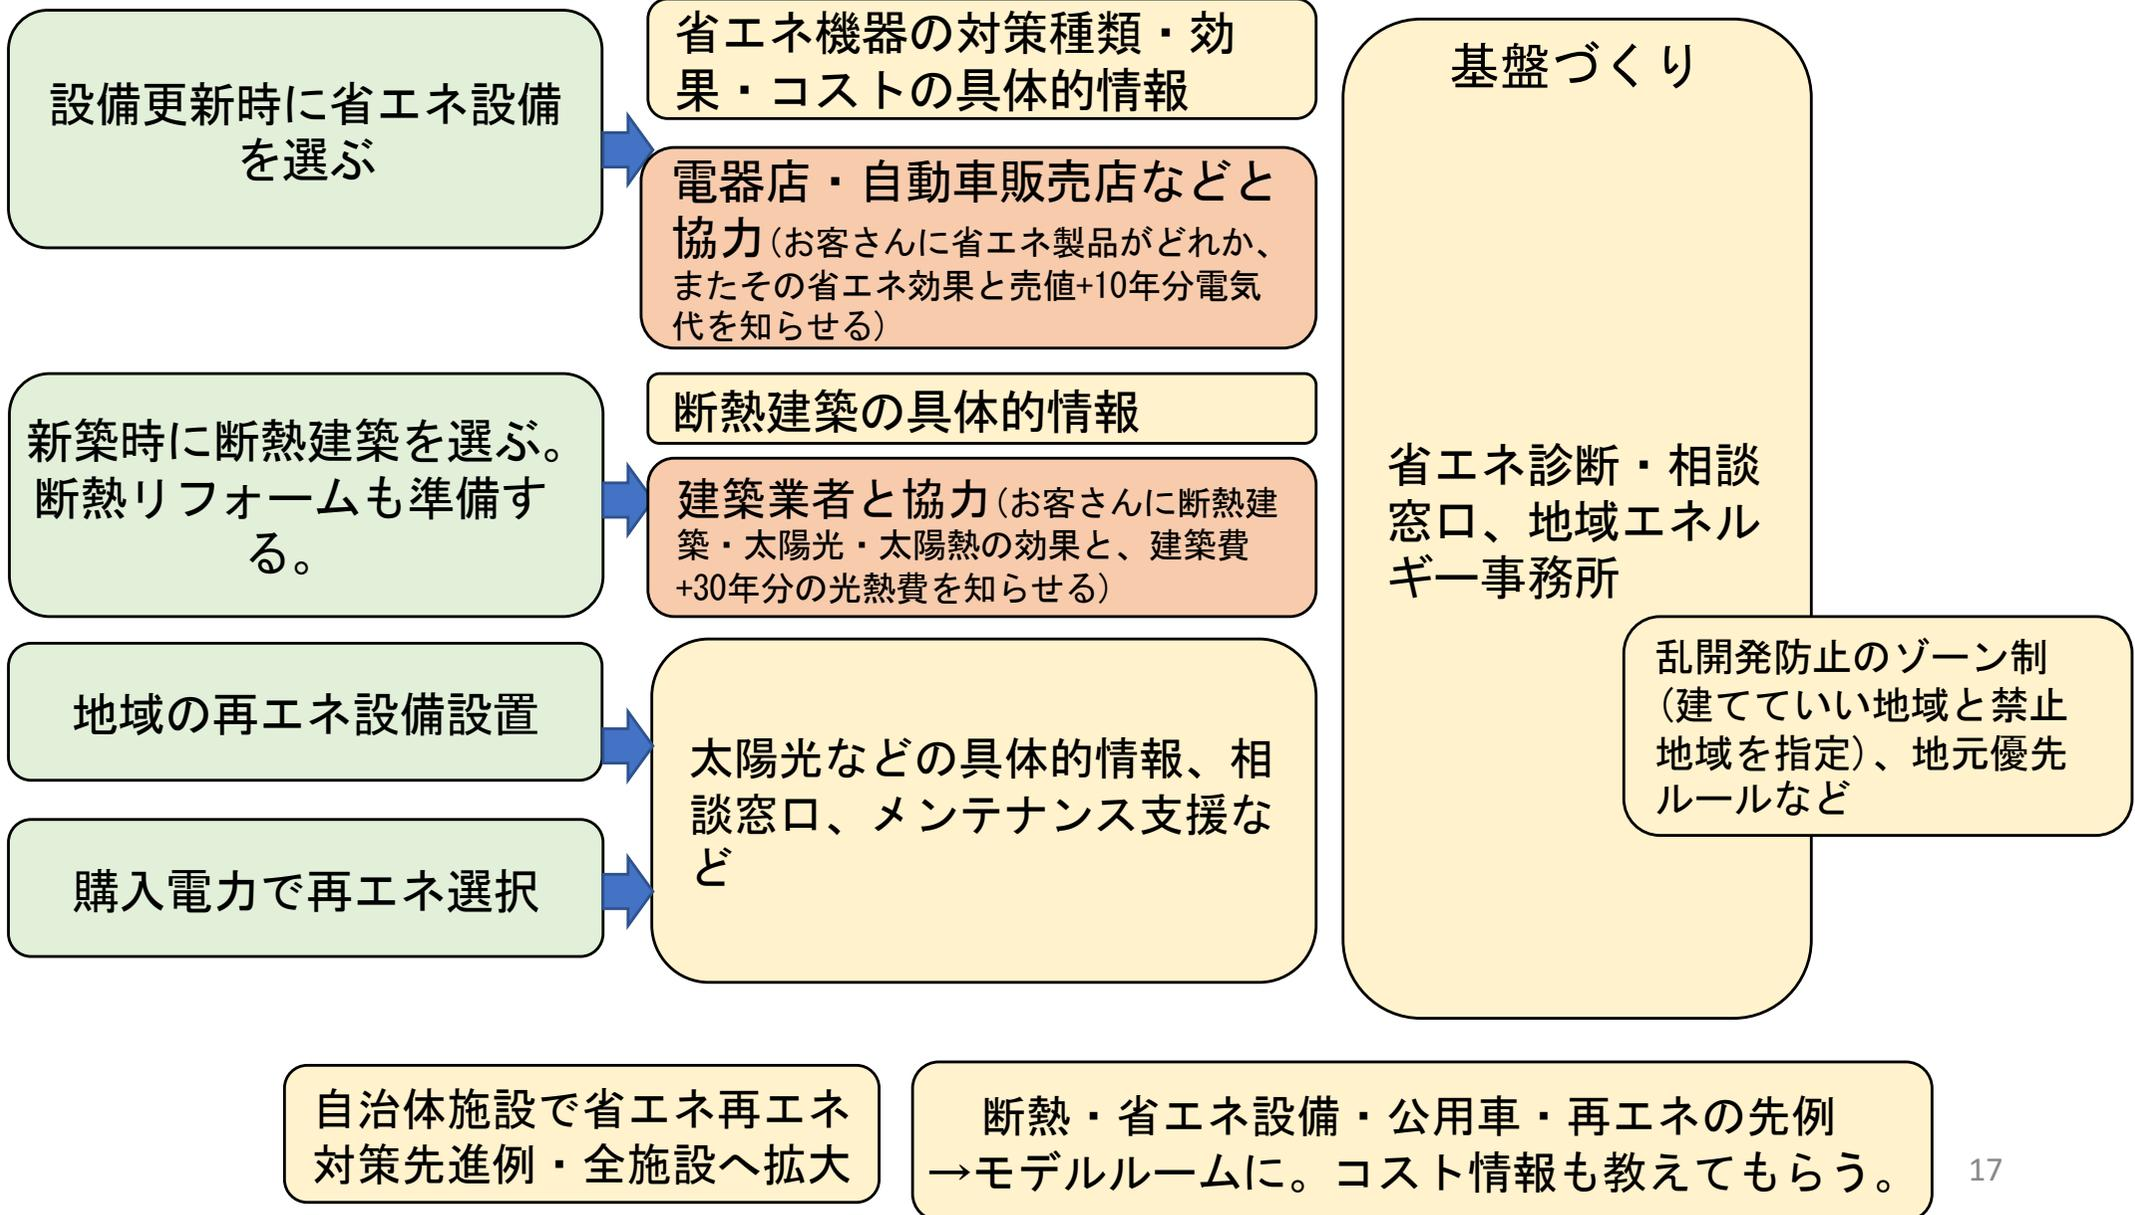 設備更新時に省エネ設備
を選ぶ
省エネ機器の対策種類・効
果・コストの具体的情報
電器店・自動車販売店などと
協力(お客さんに省エネ製品がどれか、
またその省エネ効果と売値+10年分電気
代を知らせる)
新築時に断熱建築を選ぶ。
断熱リフォームも準備す
る。
断熱建築の具体的情報
建築業者と協力(お客さんに断熱建
築・太陽光・太陽熱の効果と、建築費
+30年分の光熱費を知らせる)
地域の再エネ設備設置
購入電力で再エネ選択
太陽光などの具体的情報、相
談窓口、メンテナンス支援な
ど
基盤づくり
省エネ診断・相談
窓口、地域エネル
ギー事務所
乱開発防止のゾーン制
(建てていい地域と禁止
地域を指定)、地元優先
ルールなど
自治体施設で省エネ再エネ
対策先進例・全施設へ拡大
断熱・省エネ設備・公用車・再エネの先例
→モデルルームに。コスト情報も教えてもらう。
17